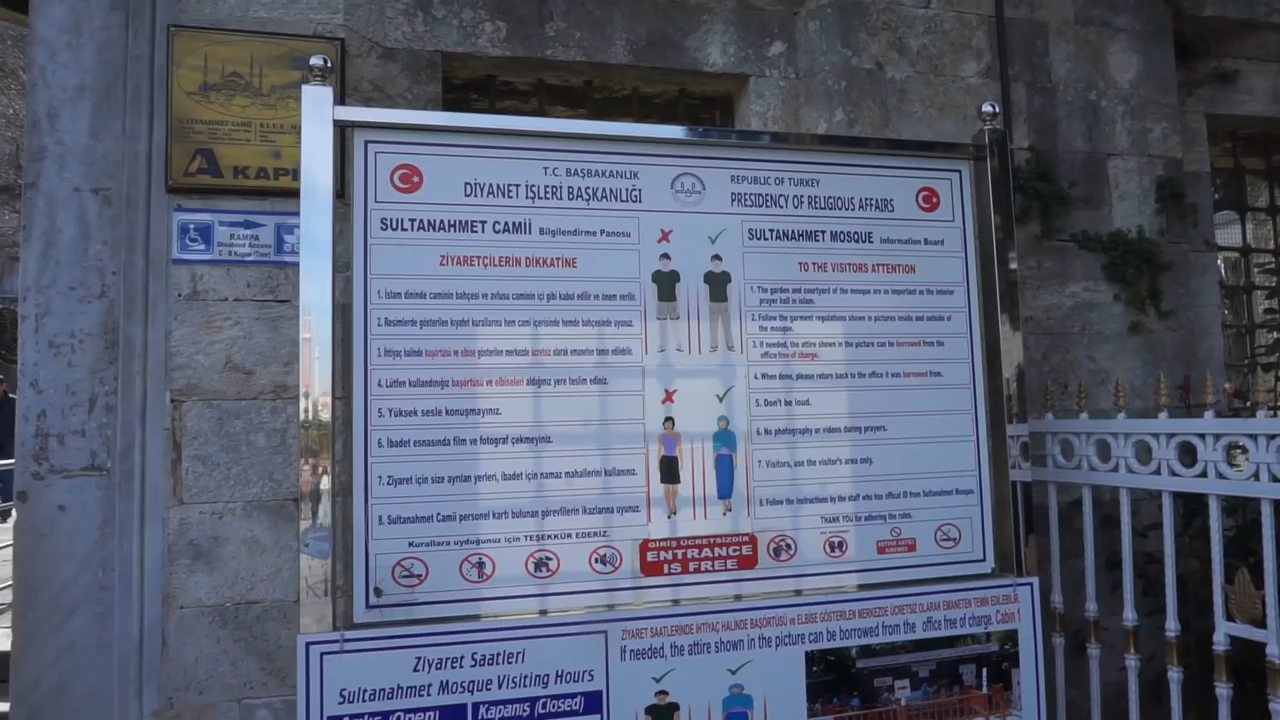 SULTANAHMET CAMİİ
A KAPI
RAMPA
Disabled Access
T.C. BAŞBAKANLIK
DİYANET İŞLERİ BAŞKANLIĞI
REPUBLIC OF TURKEY
PRESIDENCY OF RELIGIOUS AFFAIRS
SULTANAHMET CAMİİ Bilgilendirme Panosu
ZİYARETÇİLERİN DİKKATİNE
1. İslam dininde caminin bahçesi ve avlusu caminin içi gibi kabul edilir ve önem verilir.
2. Resimlerde gösterilen kıyafet kurallarına hem cami içerisinde hemde bahçesinde uyunuz.
3. İhtiyaç halinde başörtüsü ve elbise gösterilen merkezde ücretsiz olarak emaneten temin edilebilir.
4. Lütfen kullandığınız başörtüsü ve elbiseleri aldığınız yere teslim ediniz.
5. Yüksek sesle konuşmayınız.
6. İbadet esnasında film ve fotograf çekmeyiniz.
7. Ziyaret için size ayrılan yerleri, ibadet için namaz mahallerini kullanınız.
8. Sultanahmet Camii personel kartı bulunan görevlilerin ikazlarına uyunuz.
Kurallara uyduğunuz için TEŞEKKÜR EDERİZ.
SULTANAHMET MOSQUE Information Board
TO THE VISITORS ATTENTION
1. The garden and courtyard of the mosque are as important as the interior
prayer hall in islam.
2. Follow the garment regulations shown in pictures inside and outside of
the mosque.
3. If needed, the attire shown in the picture can be borrowed from the
office free of charge.
4. When done, please return back to the office it was borrowed from.
5. Don't be loud.
6. No photography or videos during prayers.
7. Visitors, use the visitor's area only.
8. Follow the instructions by the staff who has offical ID from Sultanahmet Mosque.
THANK YOU for adhering the rules.
GİRİŞ ÜCRETSİZDİR
ENTRANCE
IS FREE
SEYYAR SATICI
GİREMEZ
Ziyaret Saatleri
Sultanahmet Mosque Visiting Hours
Açılış (Open)
Kapanış (Closed)
ZİYARET SAATLERİNDE İHTİYAÇ HALİNDE BAŞÖRTÜSÜ ve ELBİSE GÖSTERİLEN MERKEZDE ÜCRETSİZ OLARAK EMANETEN TEMİN EDİLEBİLİR.
If needed, the attire shown in the picture can be borrowed from the office free of charge. Cabin 1